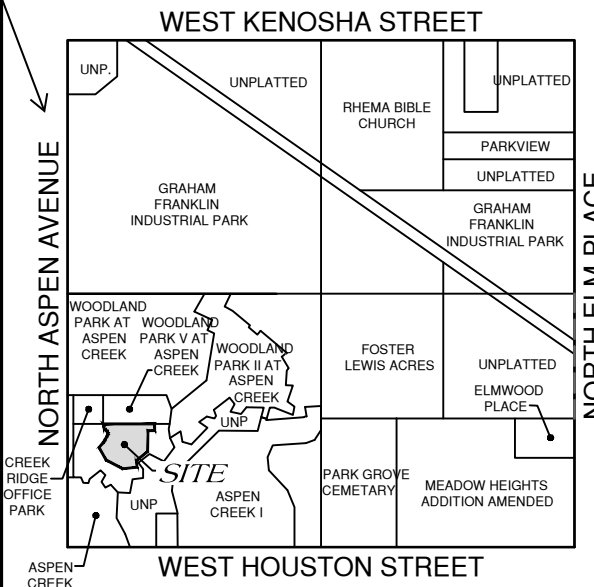 WEST KENOSHA STREET
UNP.
UNPLATTED
UNPLATTED
RHEMA BIBLE
CHURCH
PARKVIEW
UNPLATTED
NORTH ASPEN AVENUE
GRAHAM
FRANKLIN
INDUSTRIAL PARK
GRAHAM
FRANKLIN
INDUSTRIAL PARK
NORTH ELM PLACE
WOODLAND
PARK AT
ASPEN
CREEK
WOODLAND
PARK V AT
ASPEN
CREEK
WOODLAND
PARK II AT
ASPEN
CREEK
FOSTER
LEWIS ACRES
UNPLATTED
ELMWOOD
PLACE
UNP
CREEK
RIDGE
OFFICE
PARK
SITE
UNP
ASPEN
CREEK I
PARK GROVE
CEMETARY
MEADOW HEIGHTS
ADDITION AMENDED
ASPEN
CREEK
WEST HOUSTON STREET